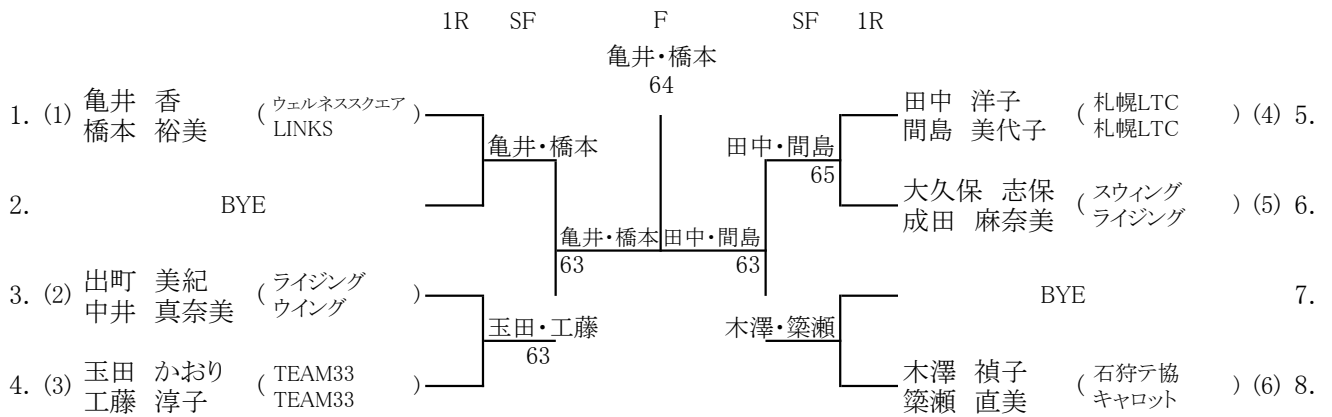 1R SF F SF 1R
亀井・橋本
64
1. (1) 亀井 香 ( ウェルネススクエア )
橋本 裕美 LINKS
田中 洋子 ( 札幌LTC ) (4) 5.
間島 美代子 札幌LTC
亀井・橋本 田中・間島
65
2. BYE
大久保 志保 ( スウィング ) (5) 6.
成田 麻奈美 ライジング
亀井・橋本 田中・間島
63 63
3. (2) 出町 美紀 ( ライジング )
中井 真奈美 ウイング
BYE 7.
玉田・工藤 木澤・簗瀬
63
4. (3) 玉田 かおり ( TEAM33 )
工藤 淳子 TEAM33
木澤 禎子 ( 石狩テ協 ) (6) 8.
簗瀬 直美 キャロット